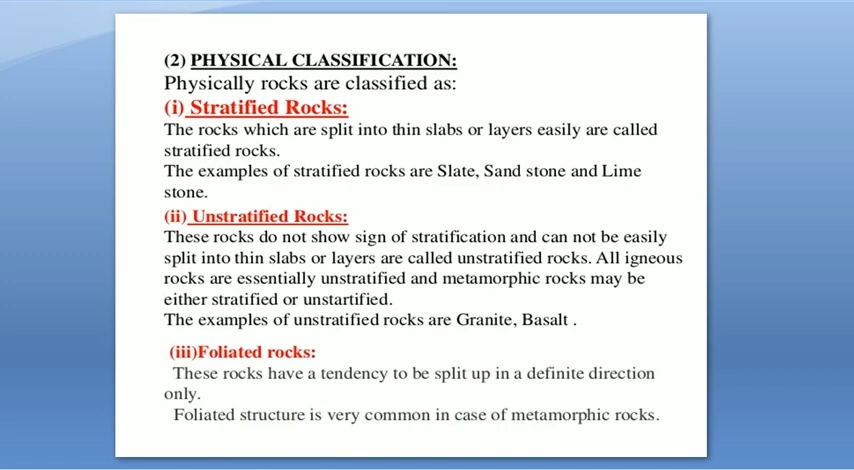 (2) PHYSICAL CLASSIFICATION:
Physically rocks are classified as:
(i) Stratified Rocks:
The rocks which are split into thin slabs or layers easily are called
stratified rocks.
The examples of stratified rocks are Slate, Sand stone and Lime
stone.
(ii) Unstratified Rocks:
These rocks do not show sign of stratification and can not be easily
split into thin slabs or layers are called unstratified rocks. All igneous
rocks are essentially unstratified and metamorphic rocks may be
either stratified or unstartified.
The examples of unstratified rocks are Granite, Basalt .
(iii)Foliated rocks:
These rocks have a tendency to be split up in a definite direction
only.
Foliated structure is very common in case of metamorphic rocks.